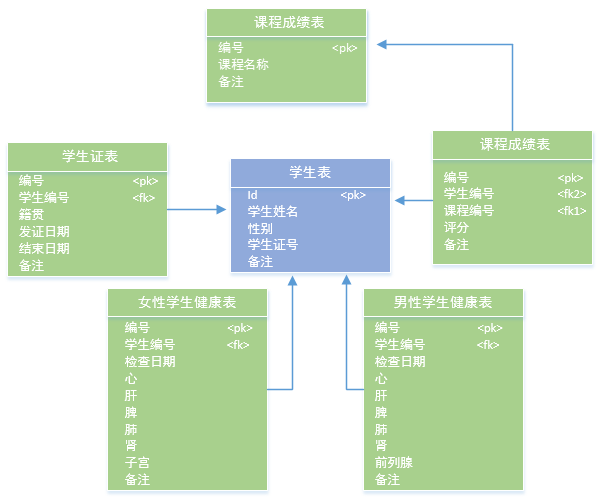 课程成绩表
编号 <pk>
课程名称
备注
学生证表
编号 <pk>
学生编号 <fk>
籍贯
发证日期
结束日期
备注
学生表
Id <pk>
学生姓名
性别
学生证号
备注
课程成绩表
编号 <pk>
学生编号 <fk2>
课程编号 <fk1>
评分
备注
女性学生健康表
编号 <pk>
学生编号 <fk>
检查日期
心
肝
脾
肺
肾
子宫
备注
男性学生健康表
编号 <pk>
学生编号 <fk>
检查日期
心
肝
脾
肺
肾
前列腺
备注